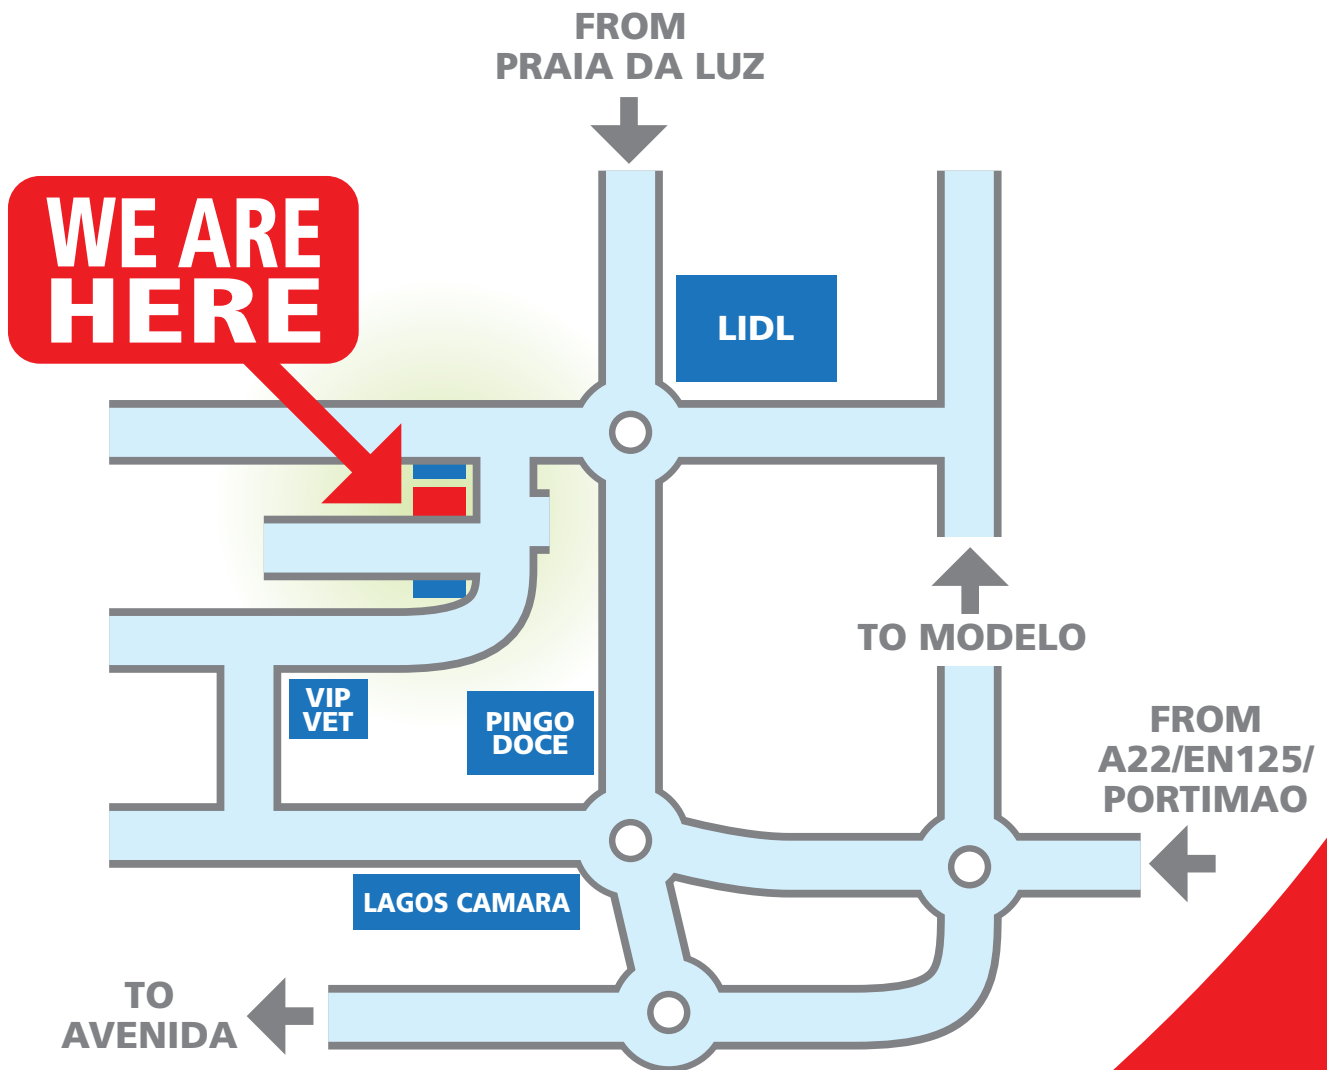 FROM
PRAIA DA LUZ
WE ARE
HERE
LIDL
TO MODELO
VIP
VET
PINGO
DOCE
FROM
A22/EN125/
PORTIMAO
LAGOS CAMARA
TO
AVENIDA